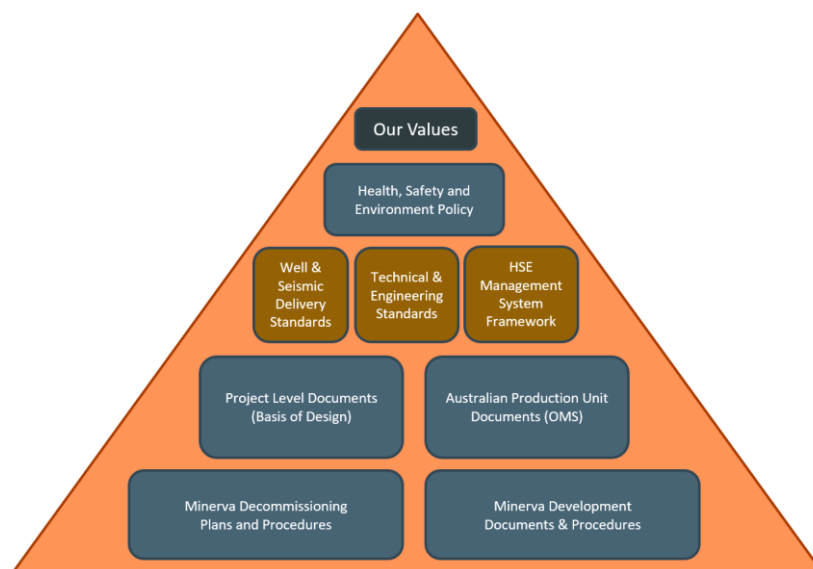 Our Values
Health, Safety and
Environment Policy
Well &
Seismic
Delivery
Standards
Technical &
Engineering
Standards
HSE
Management
System
Framework
Project Level Documents
(Basis of Design)
Australian Production Unit
Documents (OMS)
Minerva Decommissioning
Plans and Procedures
Minerva Development
Documents & Procedures